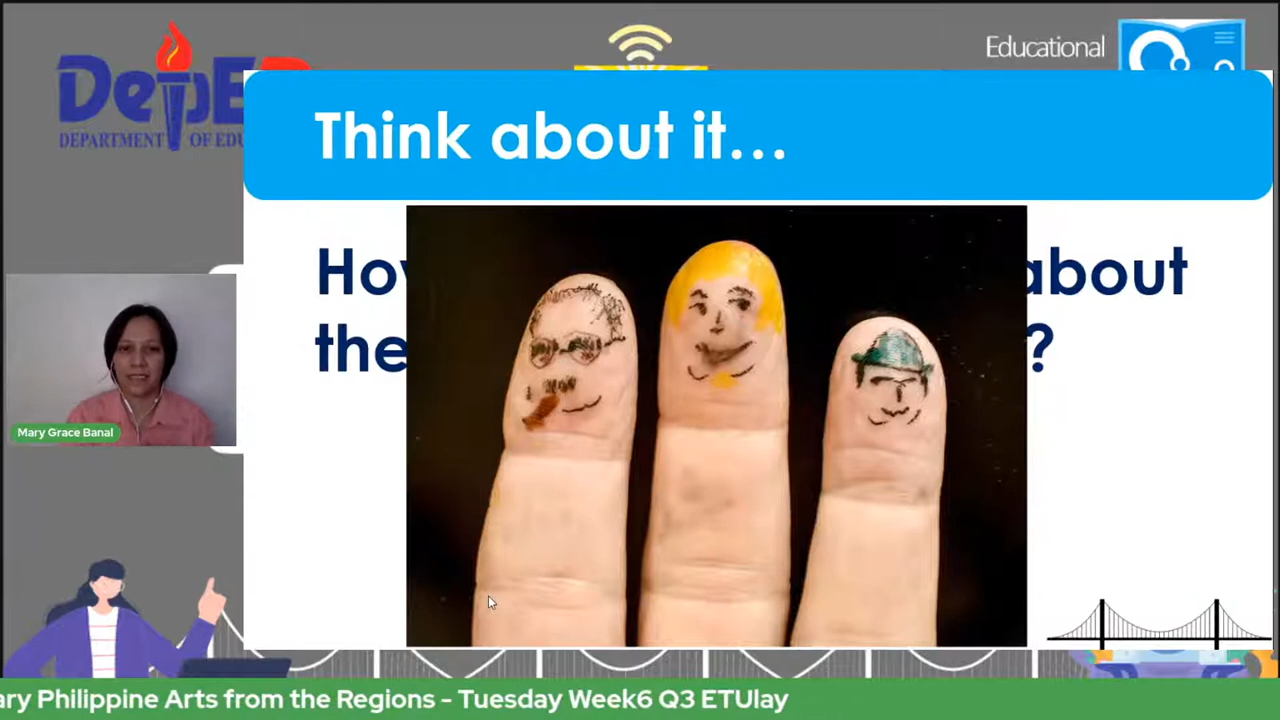 DepED
DEPARTMENT OF EDU
Educational
Think about it...
about
the ?
Mary Grace Banal
ary Philippine Arts from the Regions - Tuesday Week6 Q3 ETUlay